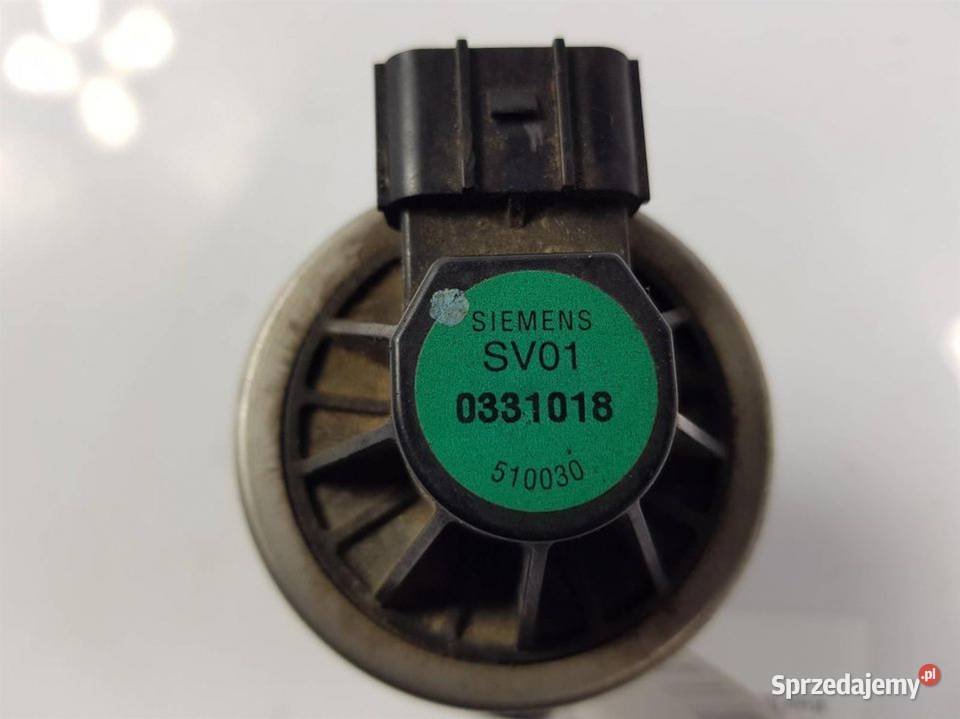 SIEMENS
SV01
0331018
510030
Sprzedajemy.pl